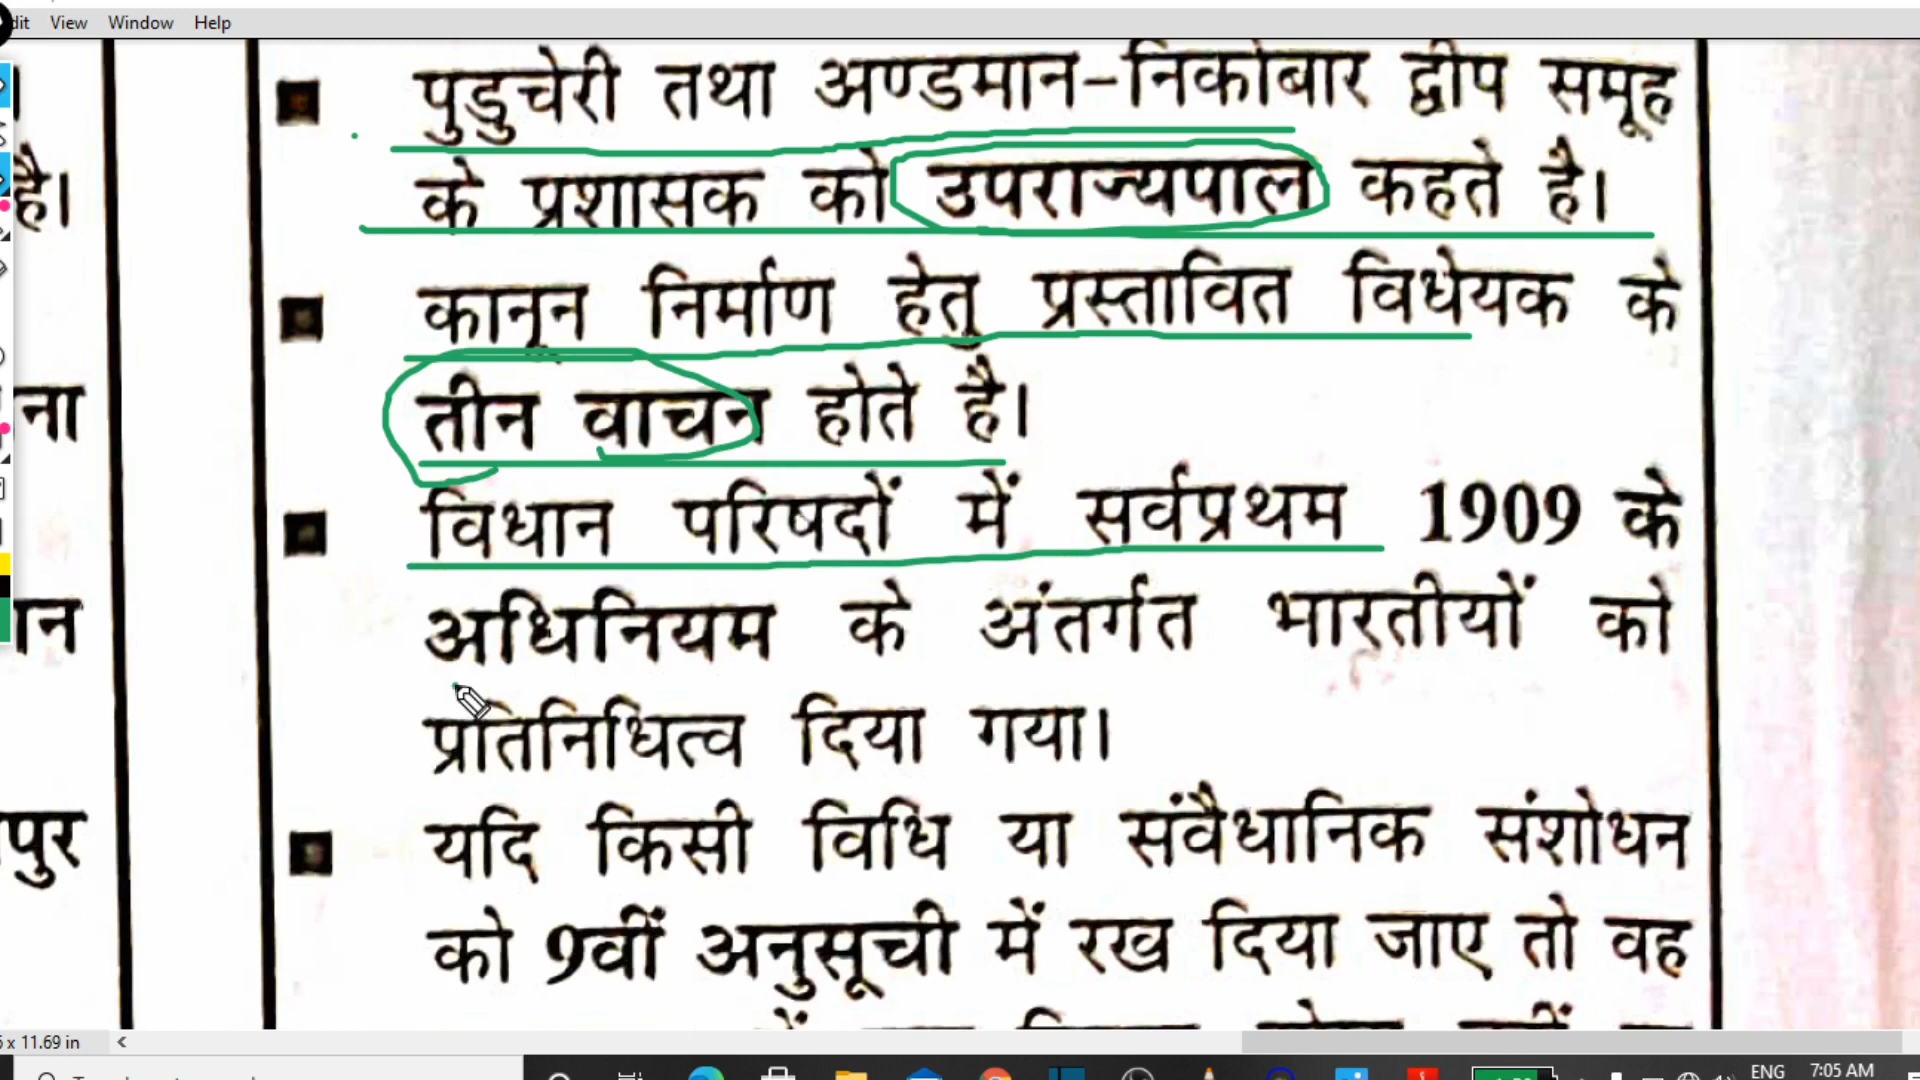 dit View Window Help
पुडुचेरी तथा अण्डमान-निकोबार द्वीप समूह
के प्रशासक को उपराज्यपाल कहते है।
कानून निर्माण हेतु प्रस्तावित विधेयक के
तीन वाचन होते है।
विधान परिषदों में सर्वप्रथम 1909 के
अधिनियम के अंतर्गत भारतीयों को
प्रतिनिधित्व दिया गया।
यदि किसी विधि या संवैधानिक संशोधन
को 9वीं अनुसूची में रख दिया जाए तो वह
है।
ना
ान
पुर
x 11.69 in
ENG 7:05 AM